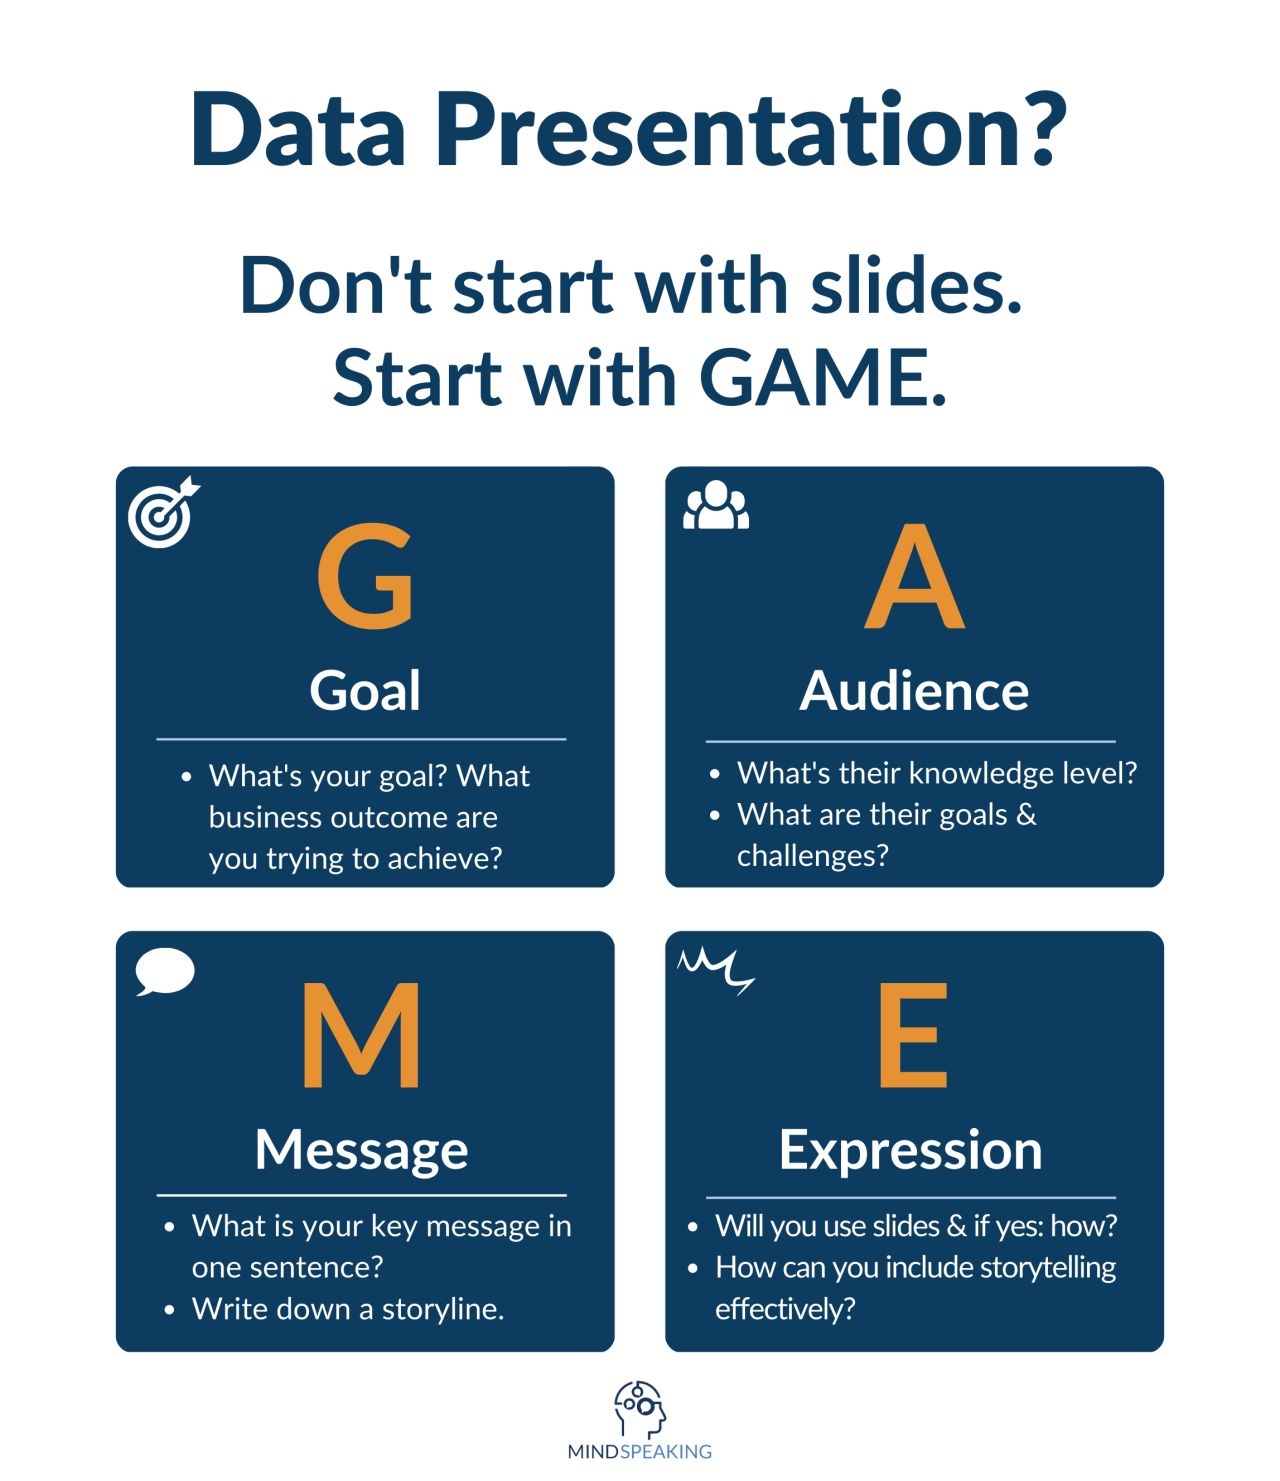 Data Presentation?
Don't start with slides.
Start with GAME.
G
Goal
• What's your goal? What
business outcome are
you trying to achieve?
A
Audience
• What's their knowledge level?
• What are their goals &
challenges?
M
Message
• What is your key message in
one sentence?
• Write down a storyline.
E
Expression
• Will you use slides & if yes: how?
• How can you include storytelling
effectively?
MINDSPEAKING